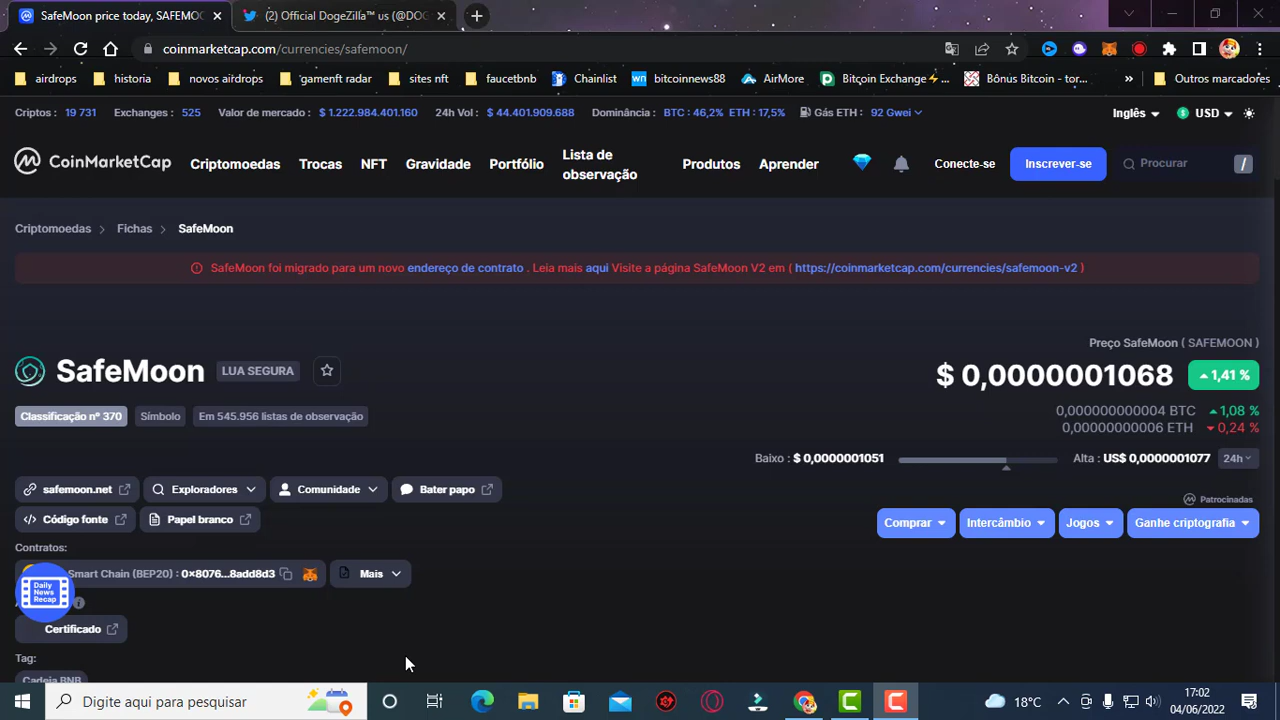 SafeMoon price today, SAFEMOO
(2) Official DogeZilla™ us (@DOG
coinmarketcap.com/currencies/safemoon/
airdrops
historia
novos airdrops
'gamenft radar
sites nft
faucetbnb
Chainlist
wn bitcoinnews88
AirMore
Bitçoin Exchange⚡...
Bônus Bitcoin - tor...
»
Outros marcadores
Criptos : 19 731 Exchanges : 525 Valor de mercado : $ 1.222.984.401.160 24h Vol : $ 44.401.909.688 Dominância : BTC : 46,2% ETH : 17,5% Gás ETH : 92 Gwei
Inglês USD
CoinMarketCap
Criptomoedas
Trocas
NFT
Gravidade
Portfólio
Lista de
observação
Produtos
Aprender
Conecte-se
Inscrever-se
Procurar /
Criptomoedas > Fichas > SafeMoon
SafeMoon foi migrado para um novo endereço de contrato . Leia mais aqui Visite a página SafeMoon V2 em ( https://coinmarketcap.com/currencies/safemoon-v2 )
SafeMoon LUA SEGURA
Classificação nº 370 Símbolo Em 545.956 listas de observação
Preço SafeMoon ( SAFEMOON )
$ 0,0000001068 1,41 %
0,000000000004 BTC 1,08 %
0,00000000006 ETH 0,24 %
Baixo : $ 0,0000001051 Alta : US$ 0,0000001077 24h
safemoon.net Exploradores Comunidade Bater papo
Código fonte Papel branco
Patrocinadas
Comprar Intercâmbio Jogos Ganhe criptografia
Contratos:
Smart Chain (BEP20) : 0x8076...8add8d3 Mais
Daily
News
Recap
Certificado
Tag:
Cadeia BNB
Digite aqui para pesquisar
18°C
17:02
04/06/2022